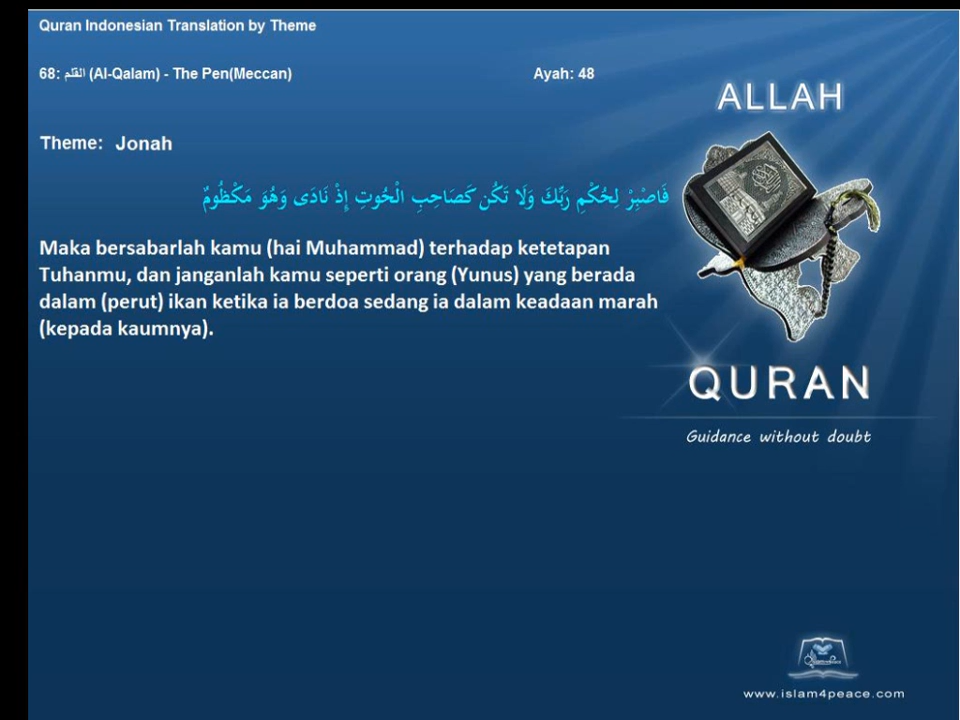 Quran Indonesian Translation by Theme
68: القلم (Al-Qalam) - The Pen(Meccan)
Ayah: 48
Theme: Jonah
فَاصْبِرْ لِحُكْمِ رَبِّكَ وَلَا تَكُن كَصَاحِبِ الْحُوتِ إِذْ نَادَى وَهُوَ مَكْظُومٌ
Maka bersabarlah kamu (hai Muhammad) terhadap ketetapan
Tuhanmu, dan janganlah kamu seperti orang (Yunus) yang berada
dalam (perut) ikan ketika ia berdoa sedang ia dalam keadaan marah
(kepada kaumnya).
ALLAH
QURAN
Guidance without doubt
www.islam4peace.com